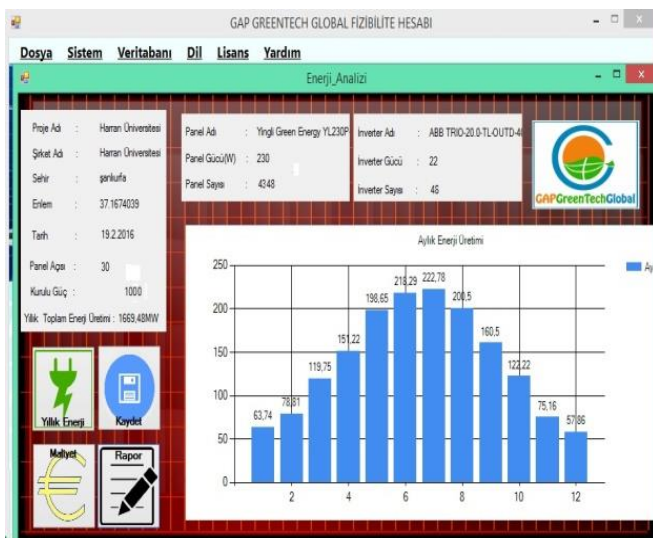 GAP GREENTECH GLOBAL FİZİBİLİTE HESABI
Dosya Sistem Veritabanı Dil Lisans Yardım
Enerji_Analizi
Proje Adı : Harran Üniversitesi
Şirket Adı : Harran Üniversitesi
Sehir : şanlıurfa
Enlem : 37.1674039
Tarih : 19.2.2016
Panel Açısı : 30
Kurulu Güç : 1000
Yıllık Toplam Enerji Üretimi : 1669,48MW
Panel Adı : Yingli Green Energy YL230P
Panel Gücü(W) : 230
Panel Sayısı : 4348
Inverter Adı : ABB TRIO-20.0-TL-OUTD-40
Inverter Gücü : 22
İnverter Sayısı : 46
GAPGreenTechGlobal
Aylık Enerji Üretimi
Ay
250
200
150
100
50
0
63,74
78,81
119,75
151,22
198,65
218,29
222,78
200,5
160,5
122,22
75,16
57,86
2 4 6 8 10 12
Yıllık Enerji
Kaydet
Maliyet
Rapor